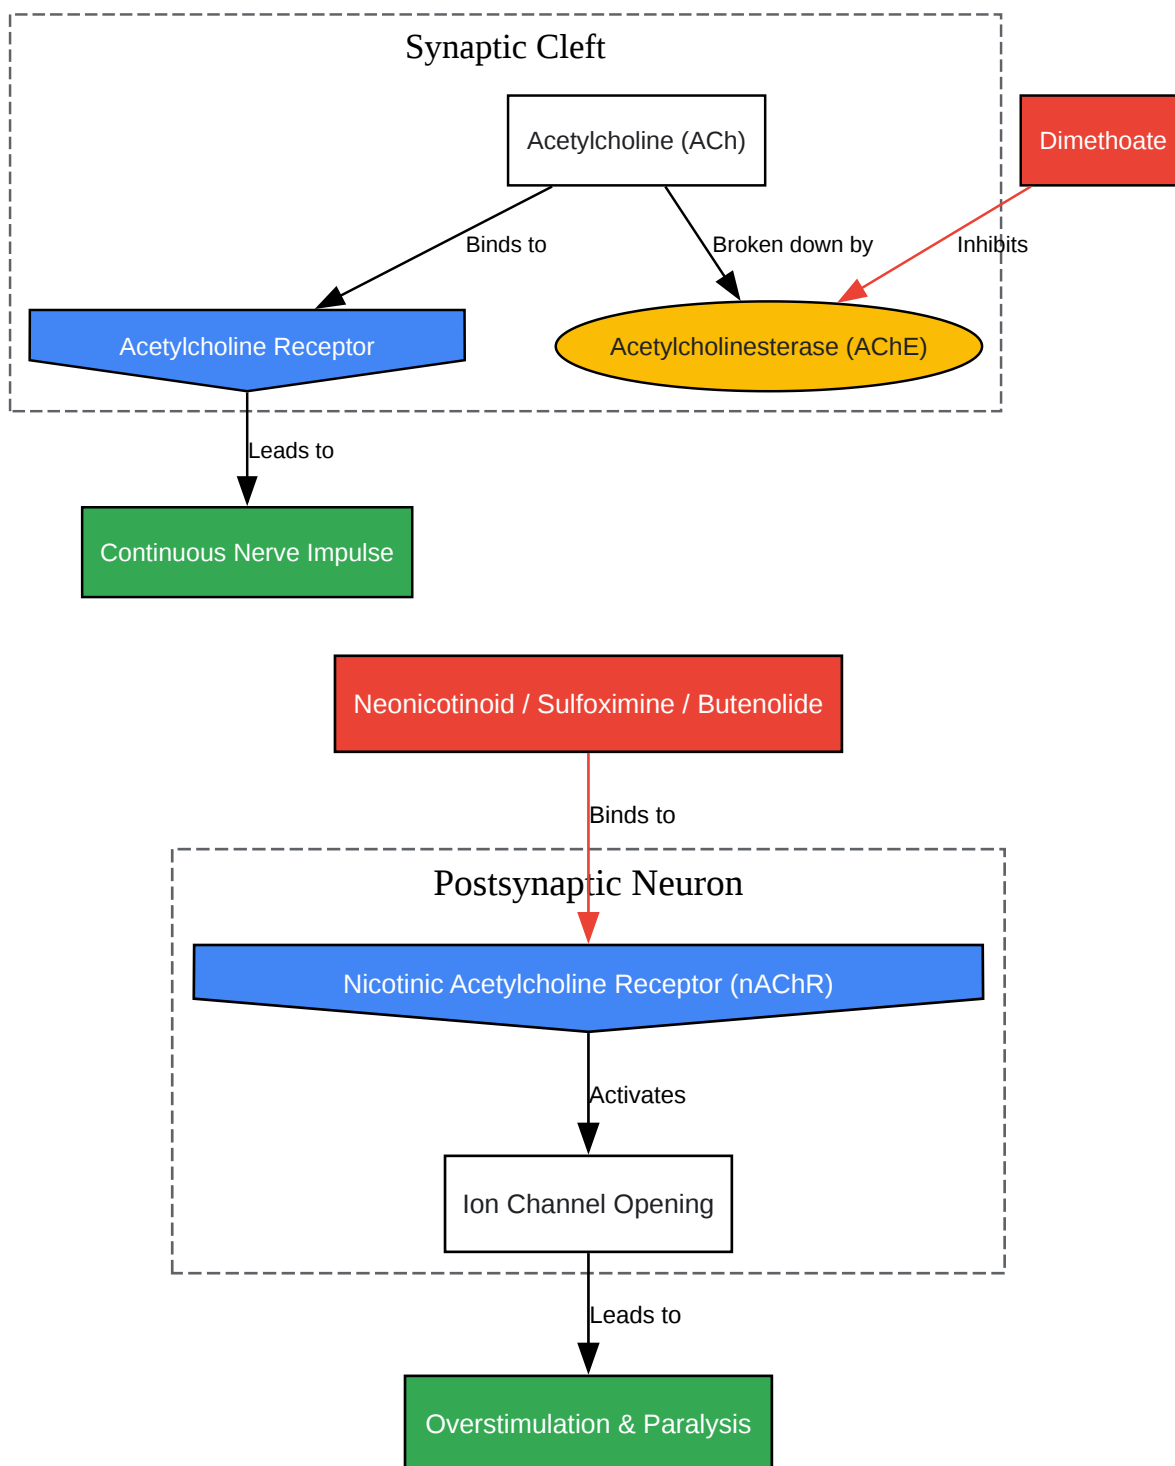 Synaptic Cleft
Acetylcholine (ACh)
Dimethoate
Binds to
Broken down by
Inhibits
Acetylcholine Receptor
Acetylcholinesterase (AChE)
Leads to
Continuous Nerve Impulse
Neonicotinoid / Sulfoximine / Butenolide
Binds to
Postsynaptic Neuron
Nicotinic Acetylcholine Receptor (nAChR)
Activates
Ion Channel Opening
Leads to
Overstimulation & Paralysis